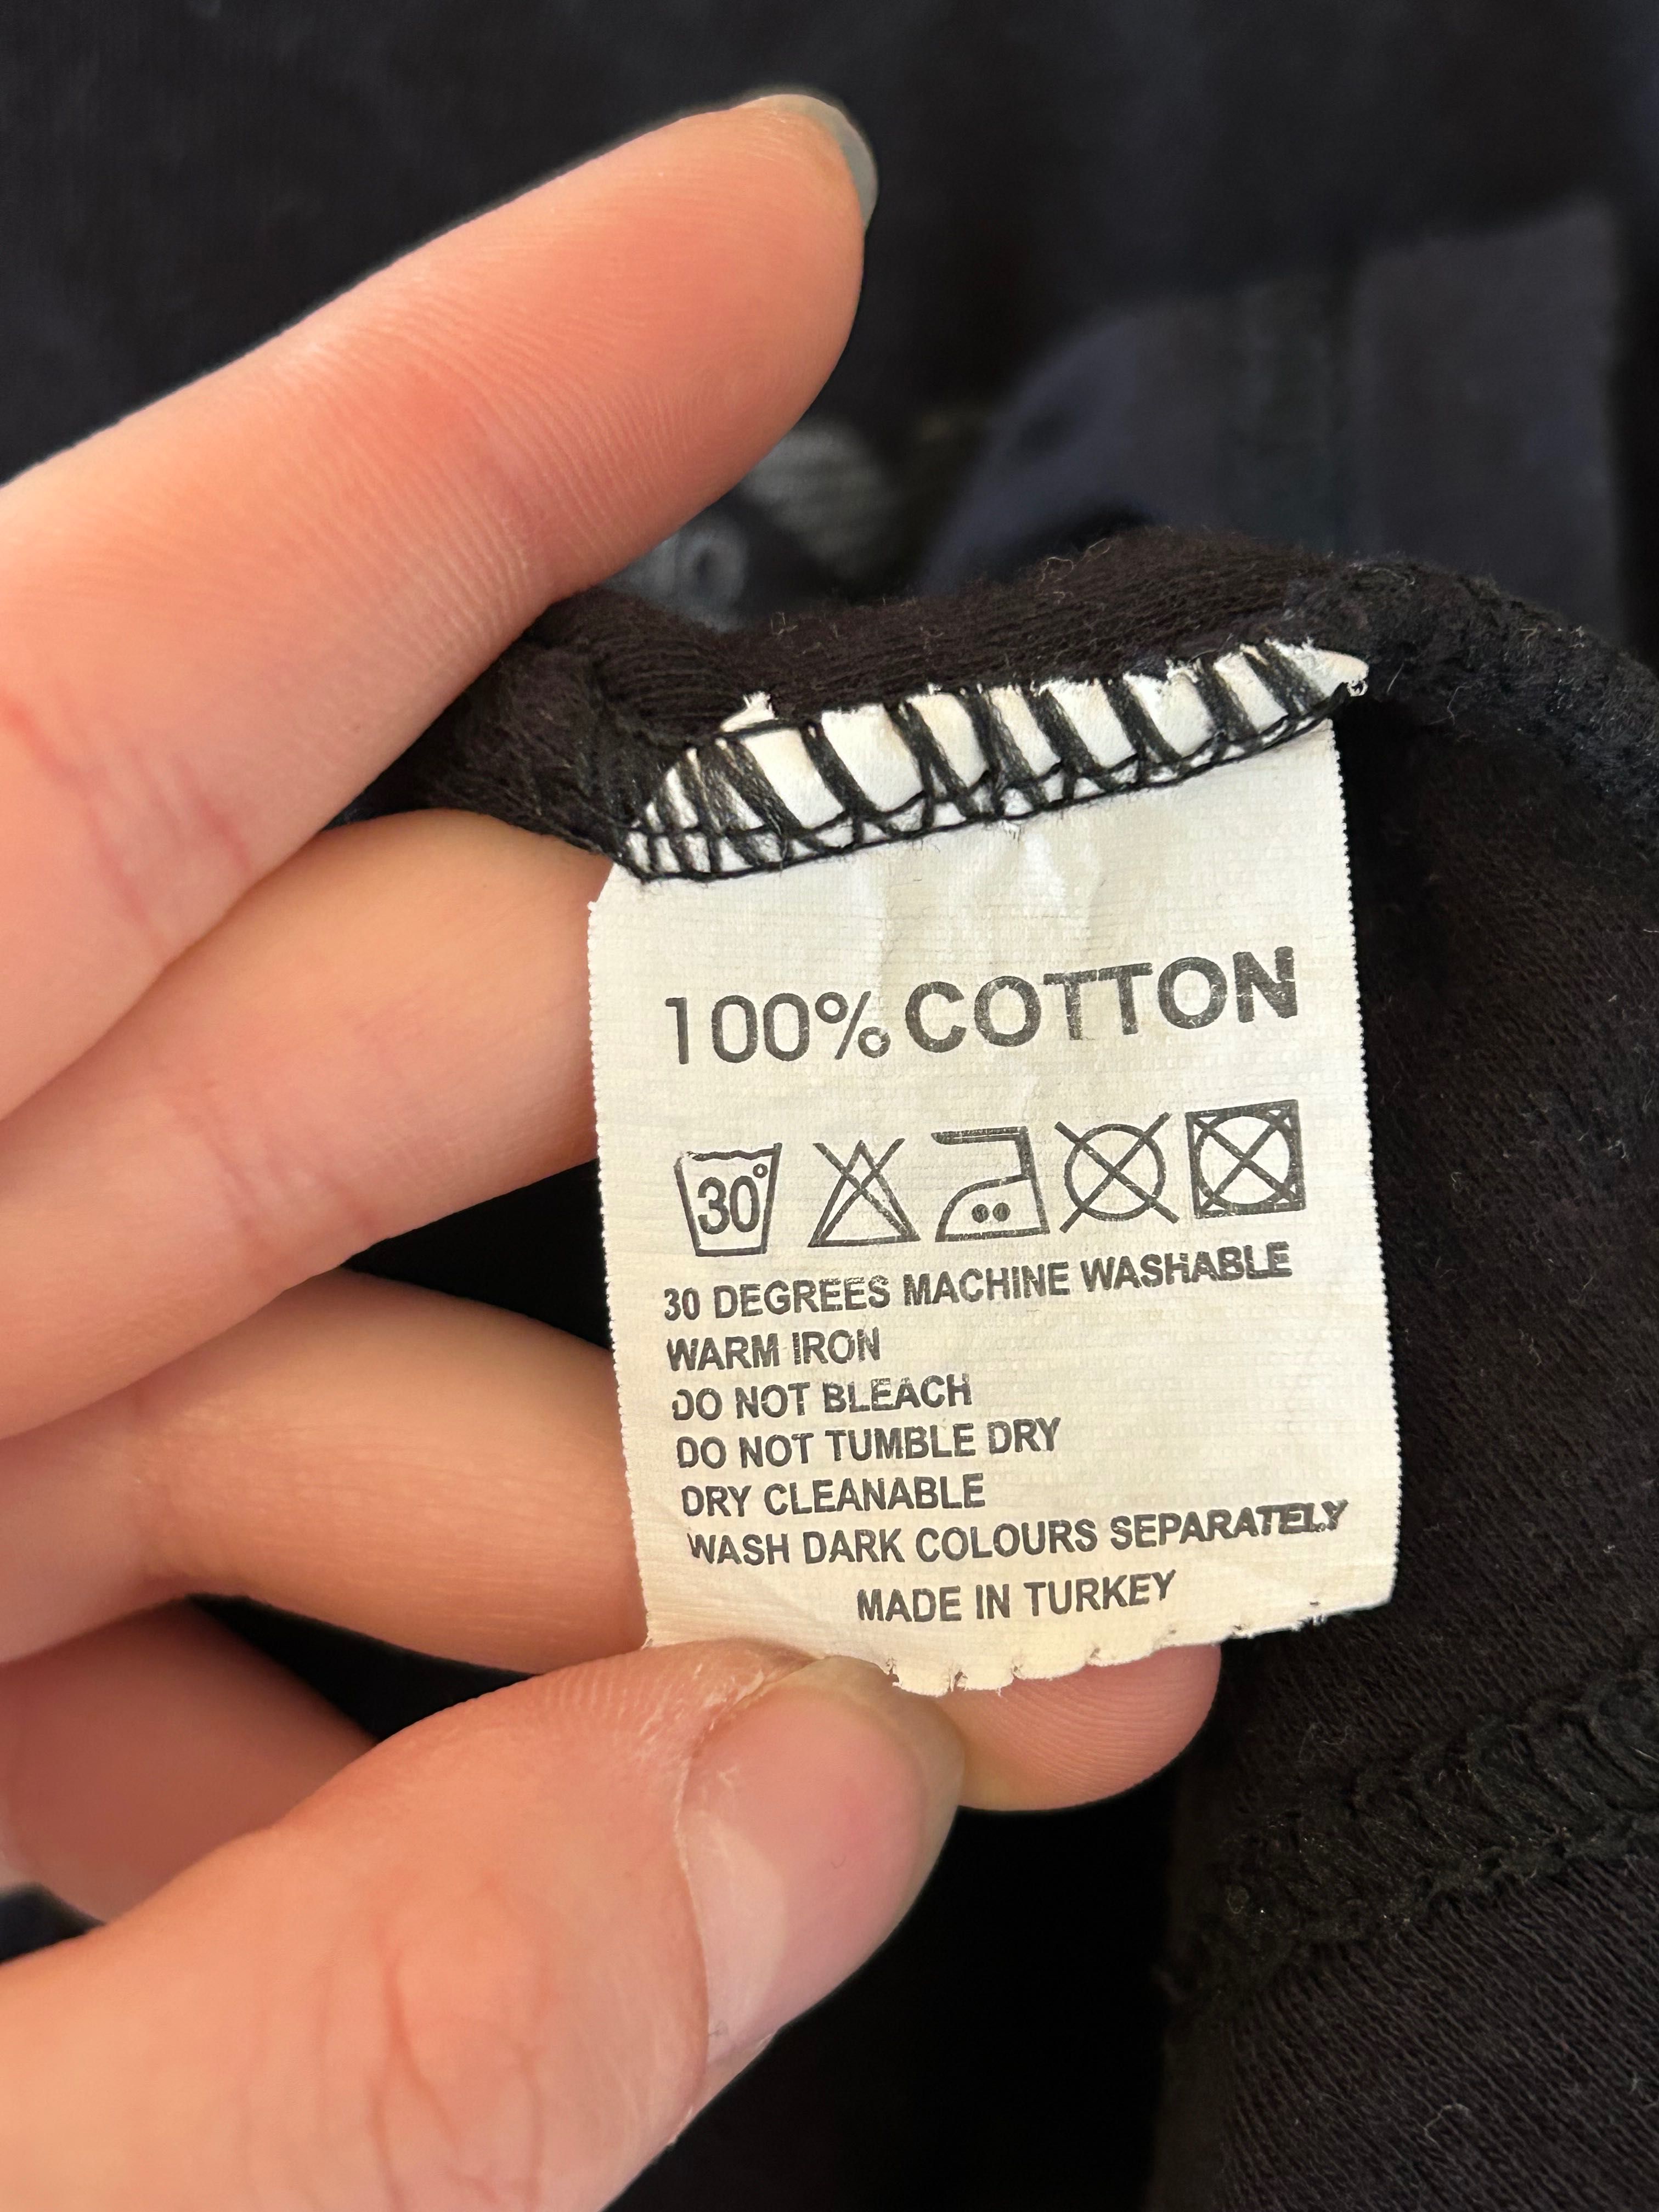 100% COTTON
30°
30 DEGREES MACHINE WASHABLE
WARM IRON
DO NOT BLEACH
DO NOT TUMBLE DRY
DRY CLEANABLE
WASH DARK COLOURS SEPARATELY
MADE IN TURKEY